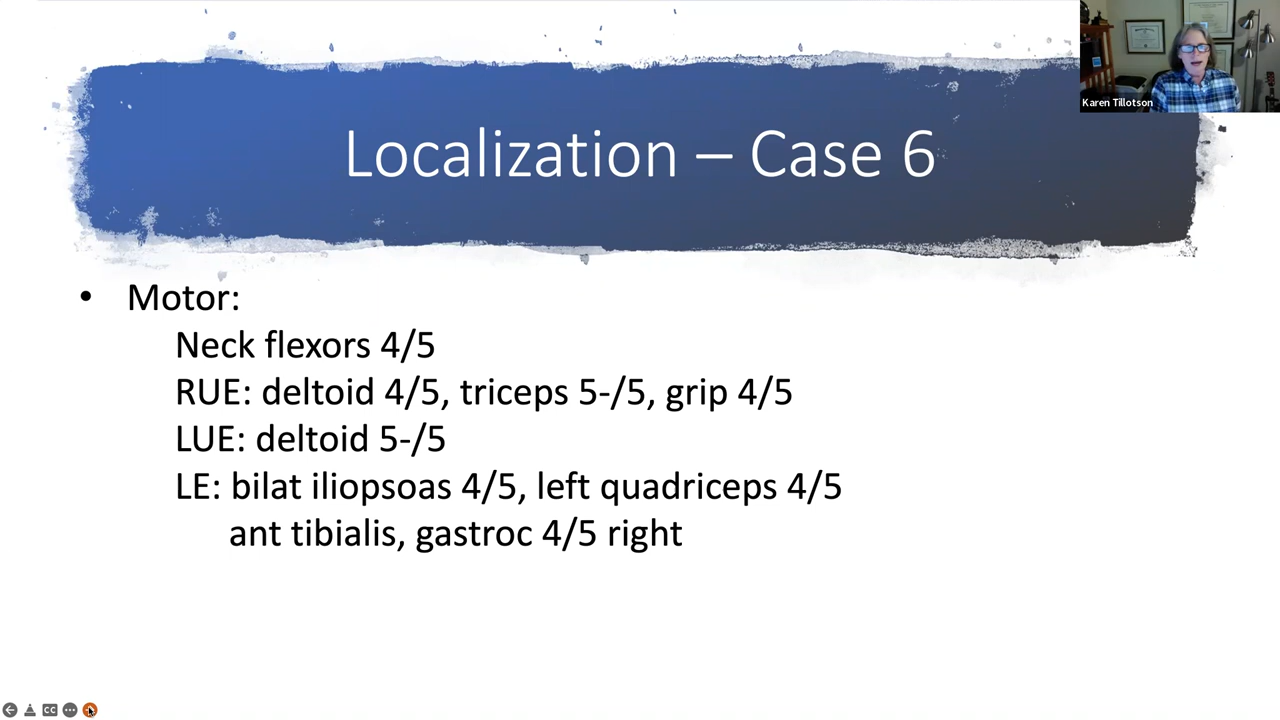 Karen Tillotson
Localization – Case 6
• Motor:
Neck flexors 4/5
RUE: deltoid 4/5, triceps 5-/5, grip 4/5
LUE: deltoid 5-/5
LE: bilat iliopsoas 4/5, left quadriceps 4/5
ant tibialis, gastroc 4/5 right
CC